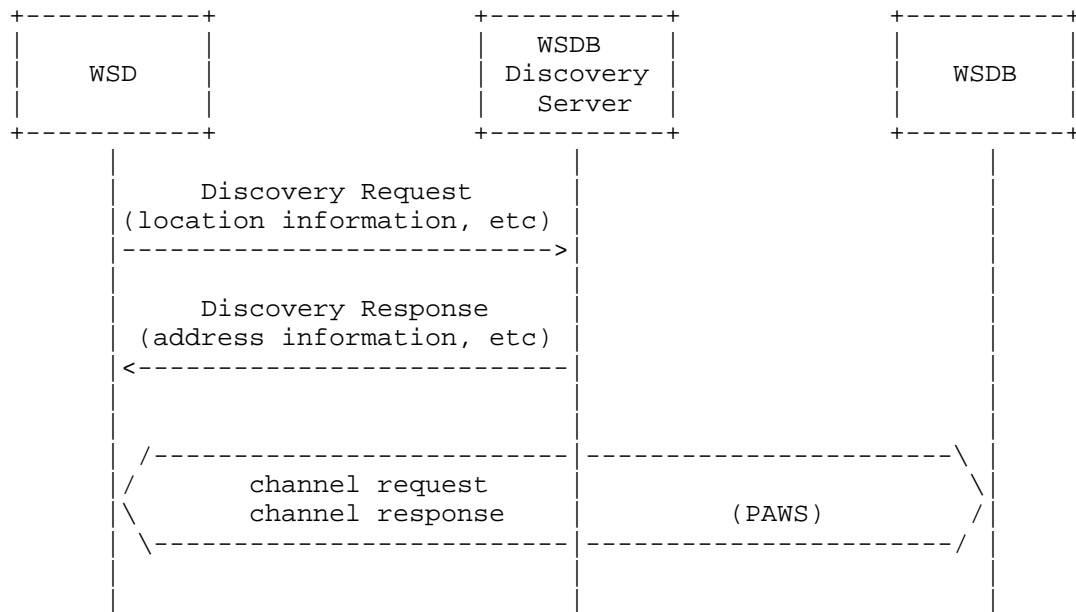 WSD
WSDB
Discovery
Server
WSDB
Discovery Request
(location information, etc)
Discovery Response
(address information, etc)
channel request
channel response (PAWS)